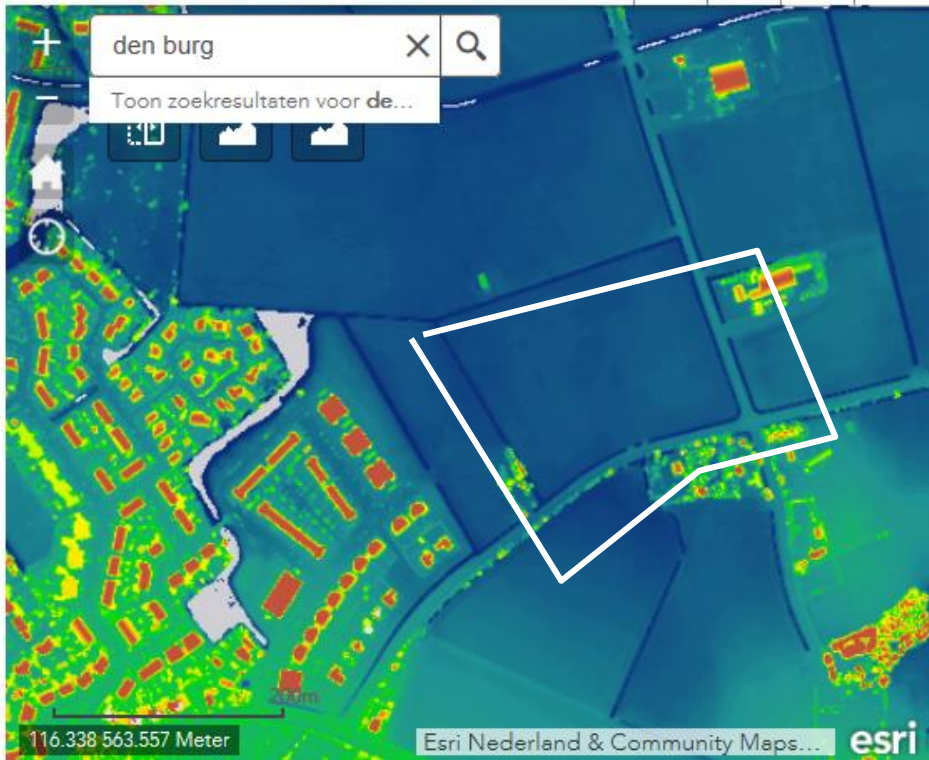 +
den burg
−
Toon zoekresultaten voor de...
200m
116.338 563.557 Meter
Esri Nederland & Community Maps...
esri